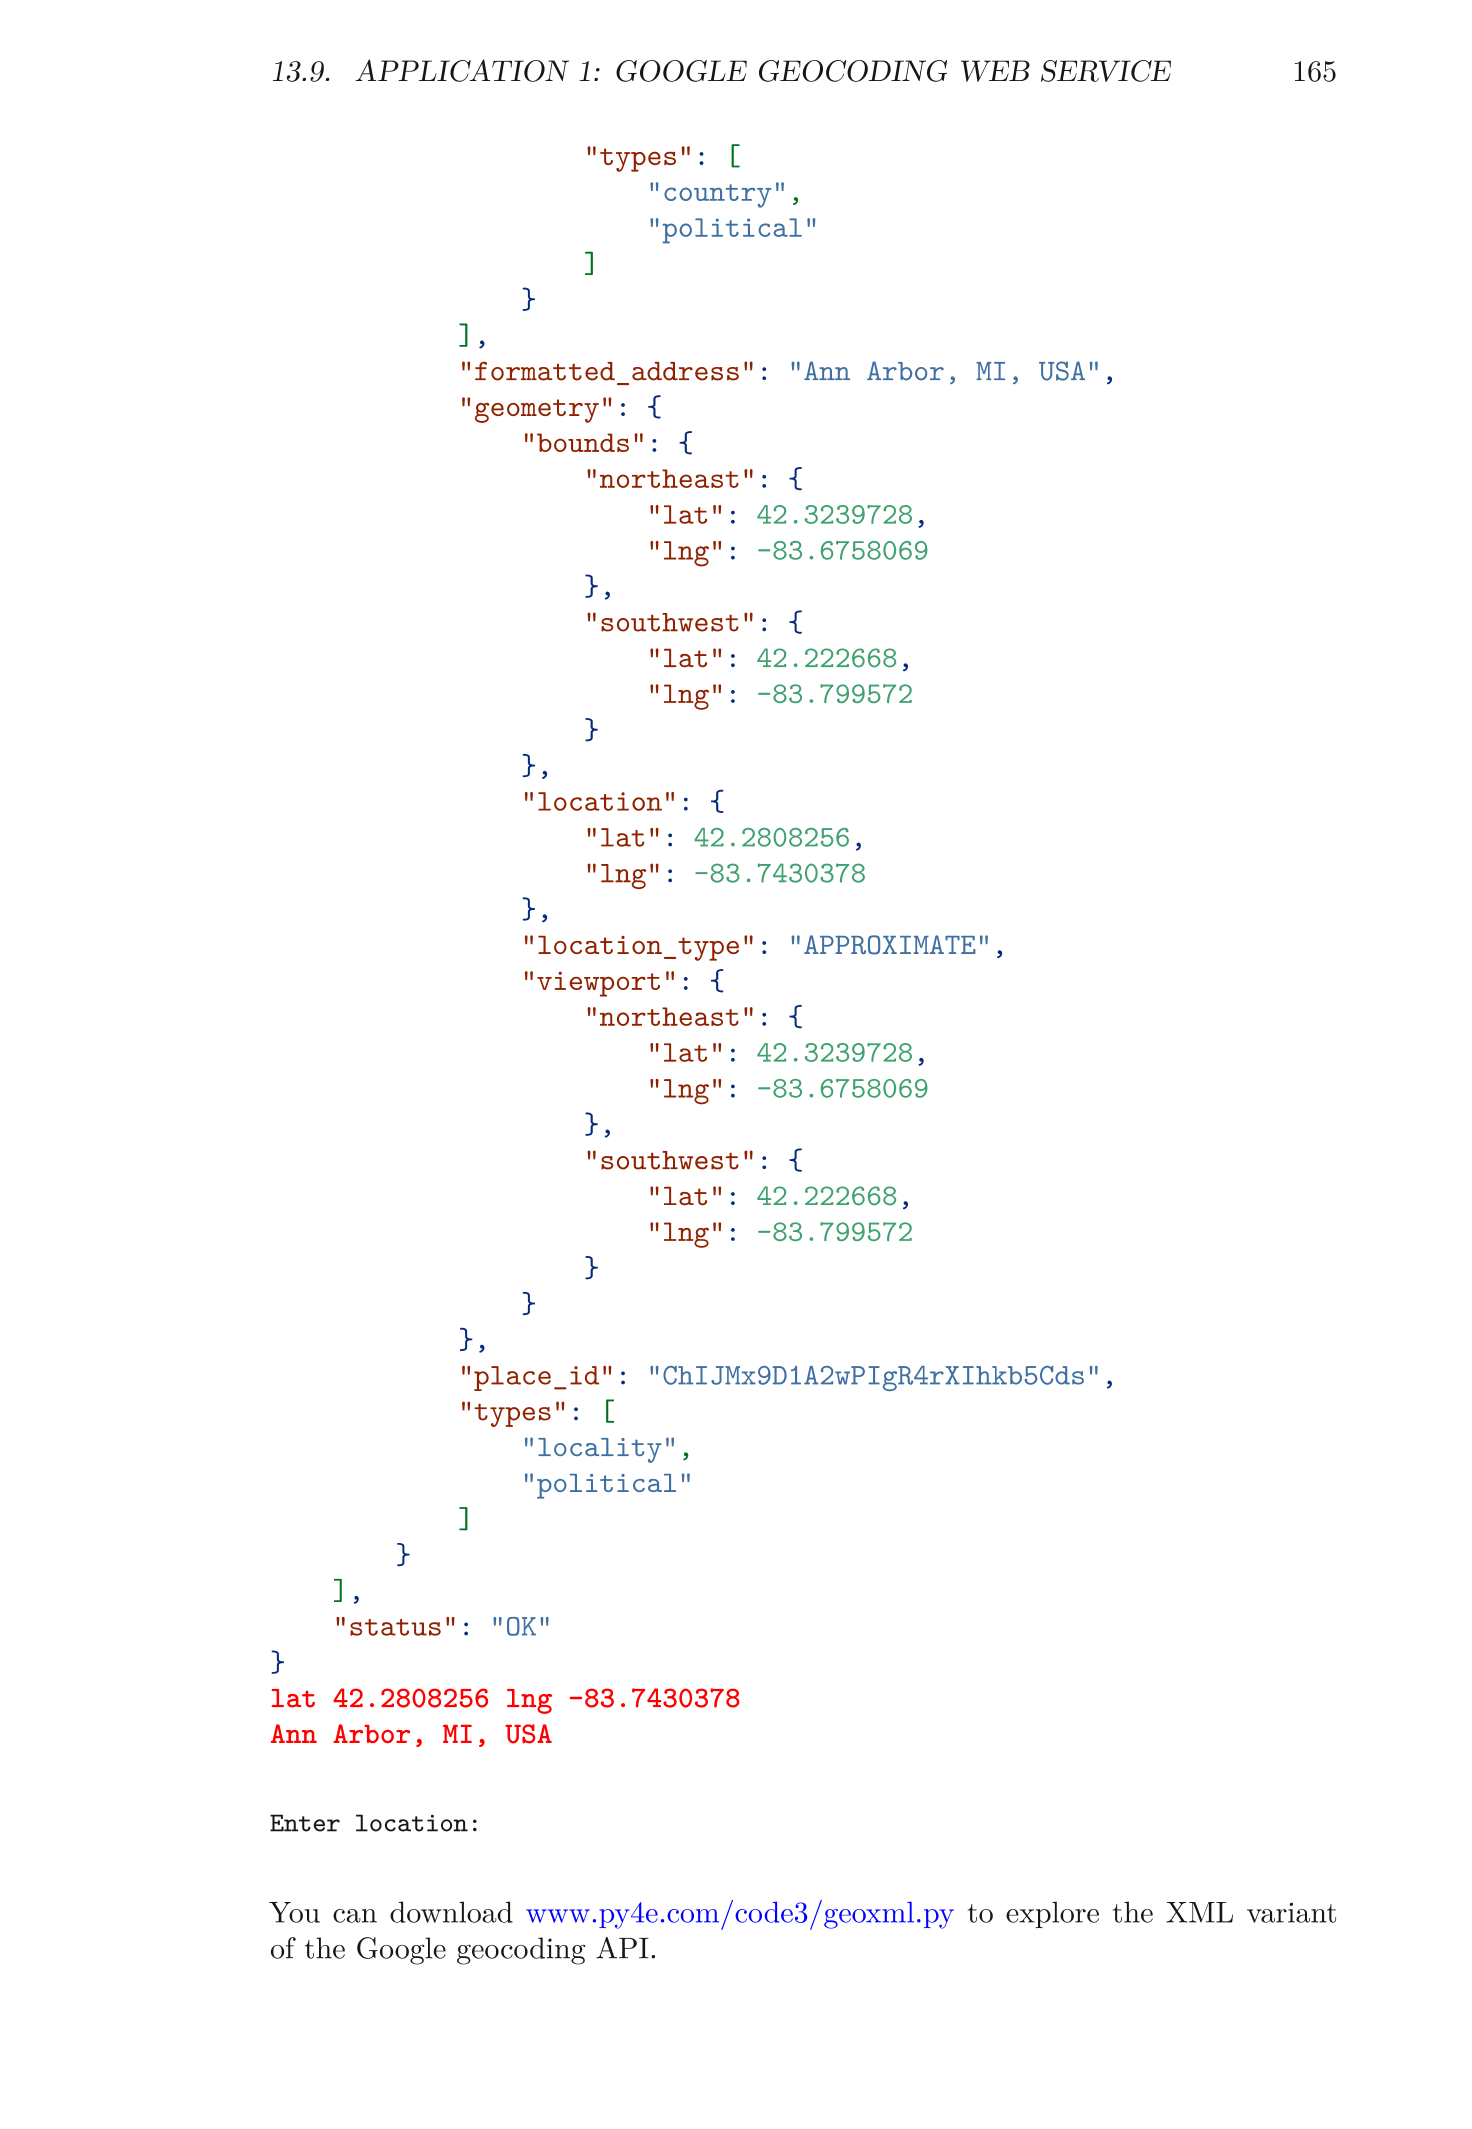 13.9. APPLICATION 1: GOOGLE GEOCODING WEB SERVICE 165
"types": [
"country",
"political"
]
}
],
"formatted_address": "Ann Arbor, MI, USA",
"geometry": {
"bounds": {
"northeast": {
"lat": 42.3239728,
"lng": -83.6758069
},
"southwest": {
"lat": 42.222668,
"lng": -83.799572
}
},
"location": {
"lat": 42.2808256,
"lng": -83.7430378
},
"location_type": "APPROXIMATE",
"viewport": {
"northeast": {
"lat": 42.3239728,
"lng": -83.6758069
},
"southwest": {
"lat": 42.222668,
"lng": -83.799572
}
}
},
"place_id": "ChIJMx9D1A2wPIgR4rXIhkb5Cds",
"types": [
"locality",
"political"
]
}
],
"status": "OK"
}
lat 42.2808256 lng -83.7430378
Ann Arbor, MI, USA
Enter location:
You can download www.py4e.com/code3/geoxml.py to explore the XML variant
of the Google geocoding API.